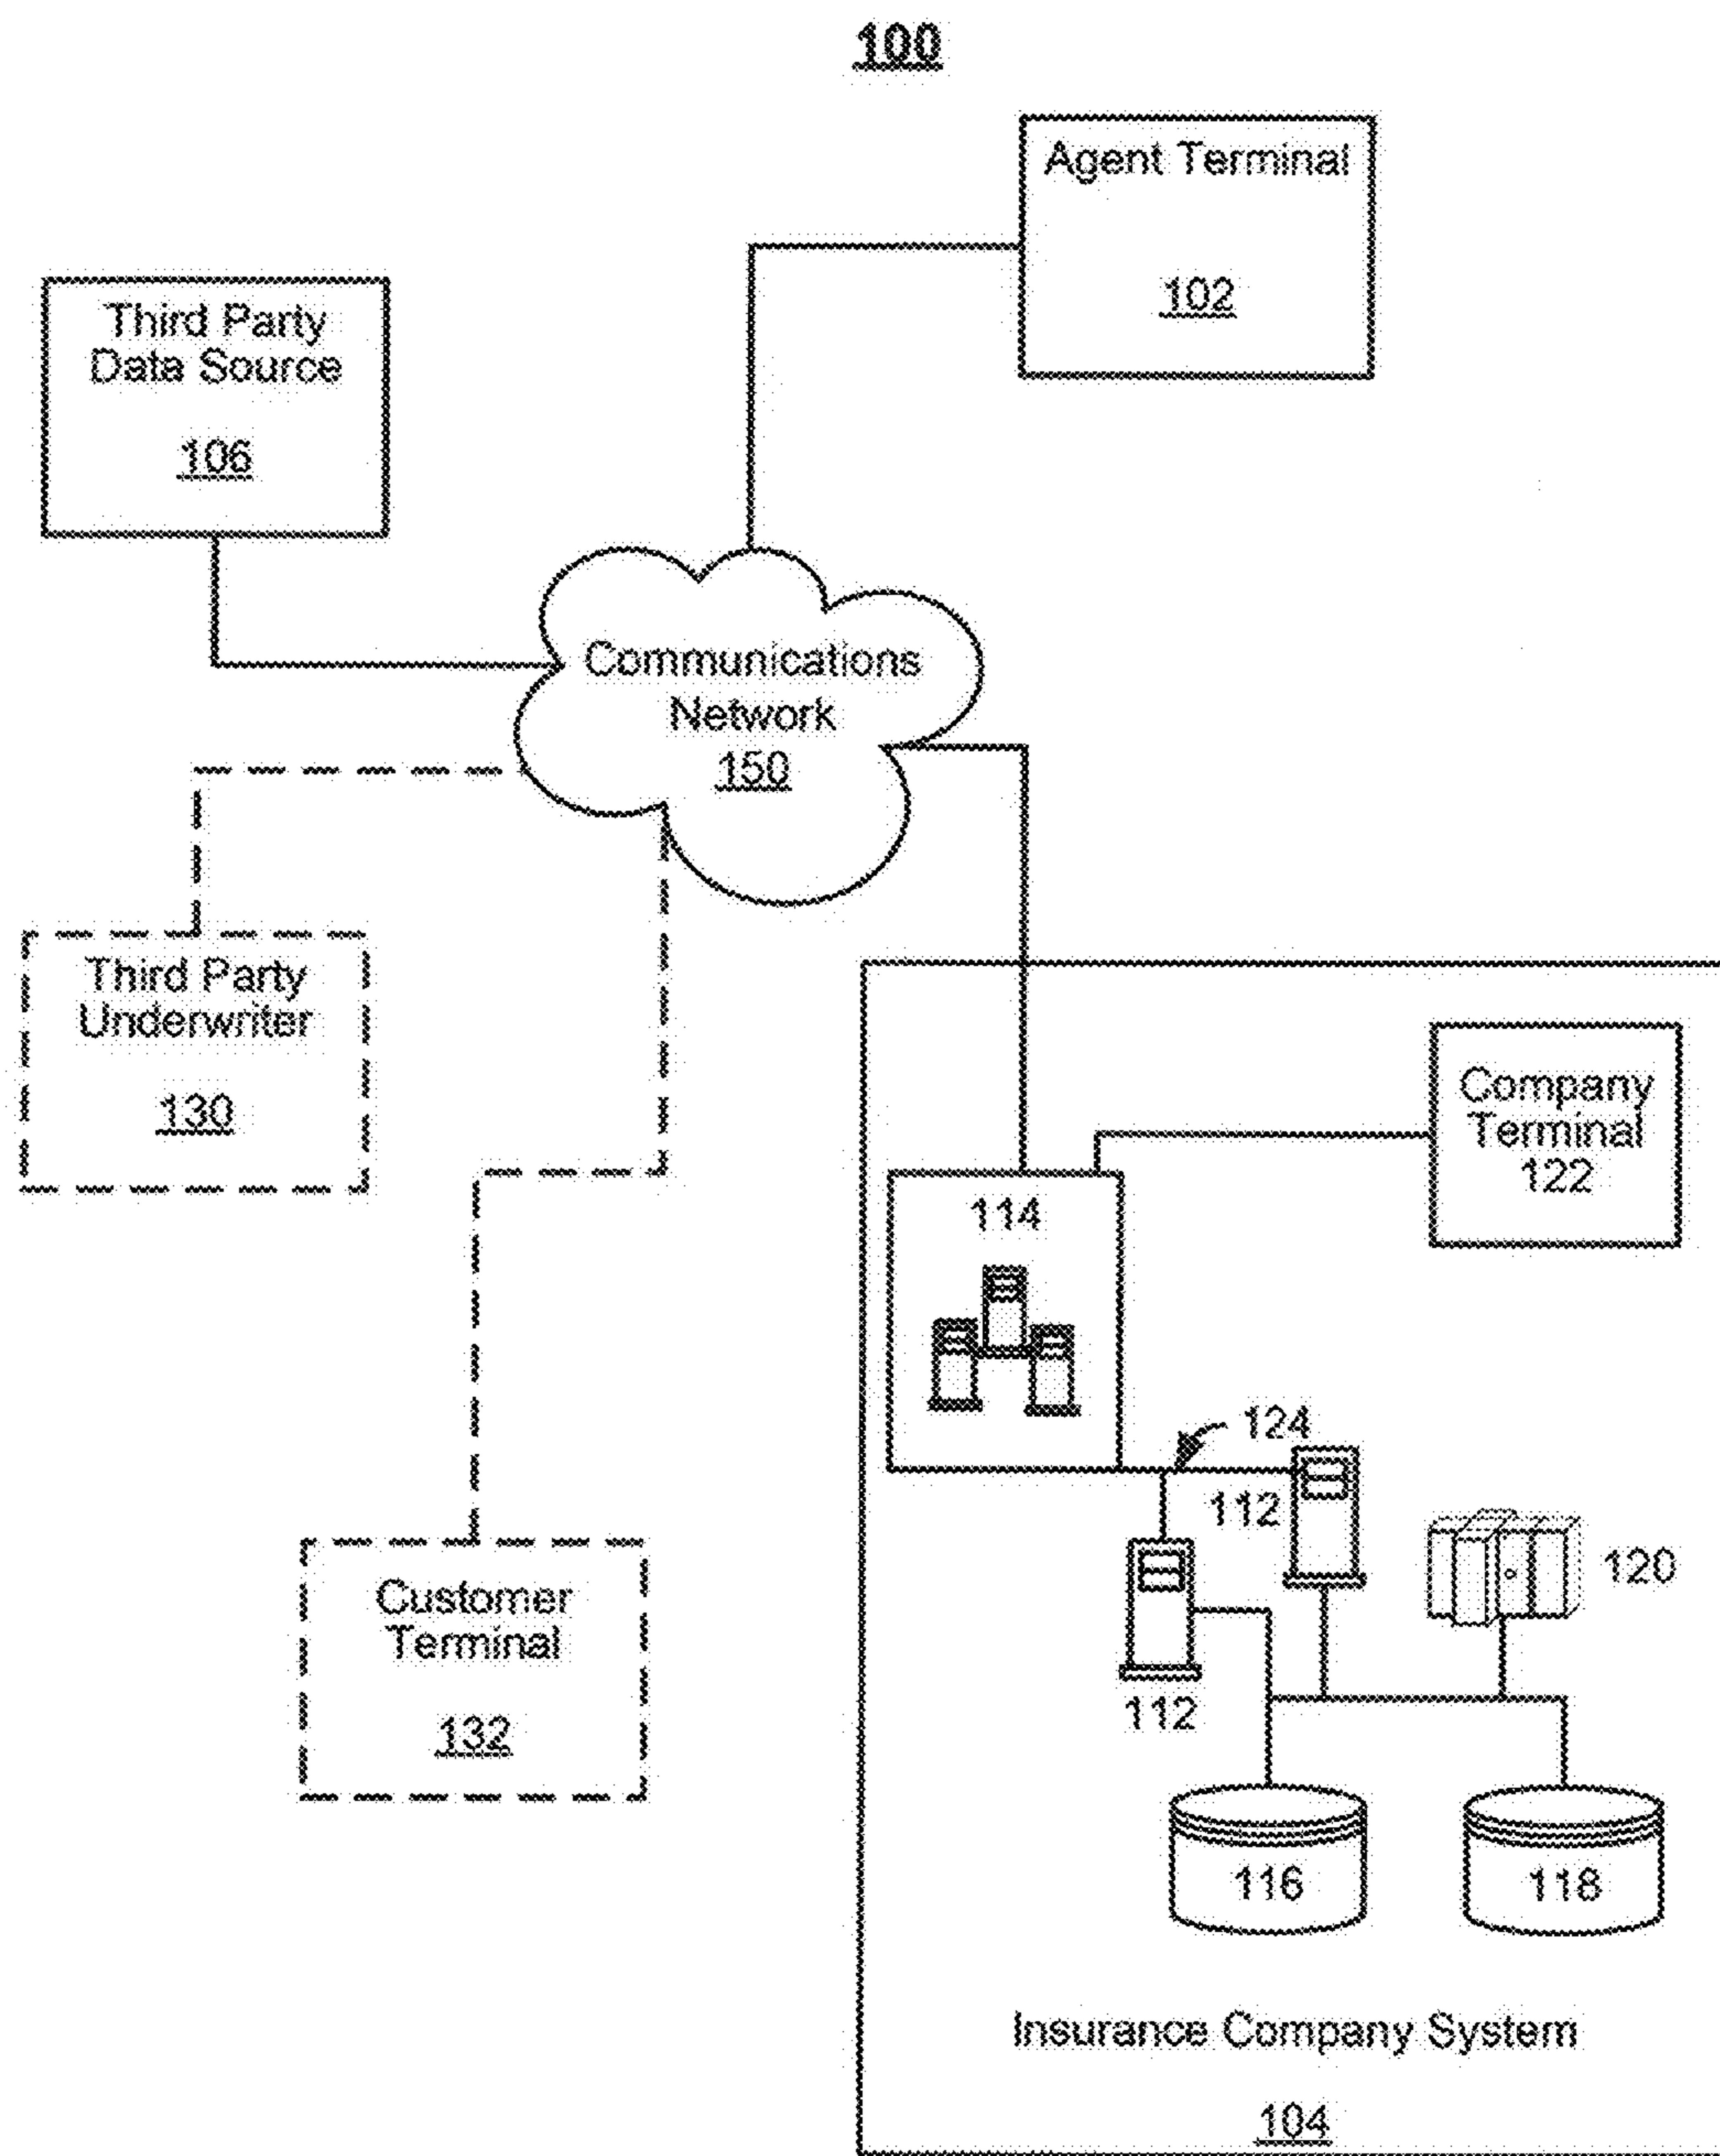 100
Agent Terminal
102
Third Party
Data Source
106
Communications
Network
150
Third Party
Underwriter
130
Company
Terminal
122
114
124
112
120
112
Customer
Terminal
132
116
118
Insurance Company System
104